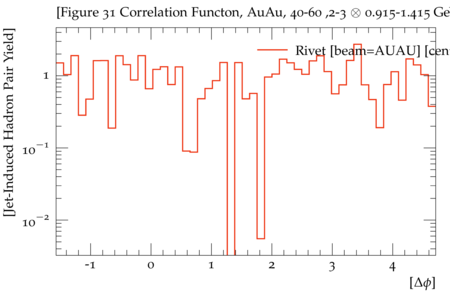 [Figure 31 Correlation Functon, AuAu, 40-60 ,2-3 ⊗ 0.915-1.415 Ge
[Jet-Induced Hadron Pair Yield]
Rivet [beam=AUAU] [cen
1
10⁻¹
10⁻²
-1 0 1 2 3 4
[Δϕ]